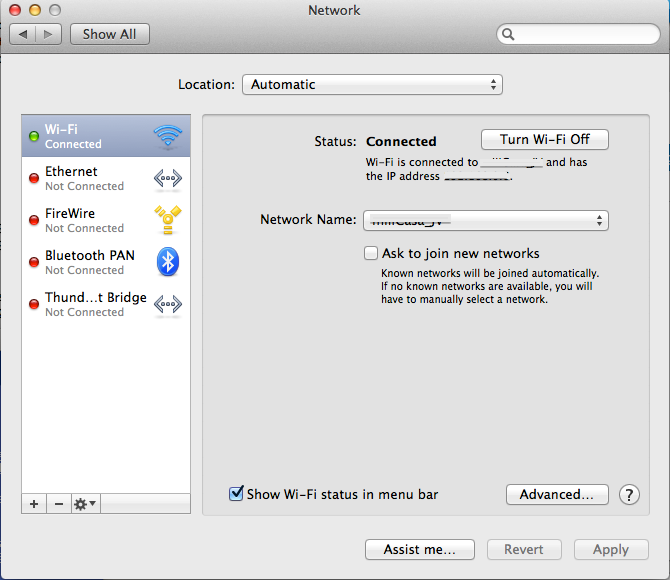 Network
Show All
Location: Automatic
Wi-Fi
Connected
Ethernet
Not Connected
FireWire
Not Connected
Bluetooth PAN
Not Connected
Thund...t Bridge
Not Connected
Status: Connected Turn Wi-Fi Off
Wi-Fi is connected to and has
the IP address .
Network Name:
Ask to join new networks
Known networks will be joined automatically.
If no known networks are available, you will
have to manually select a network.
Show Wi-Fi status in menu bar Advanced... ?
Assist me... Revert Apply